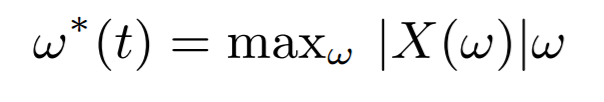 ω*(t) = max_ω |X(ω)|ω